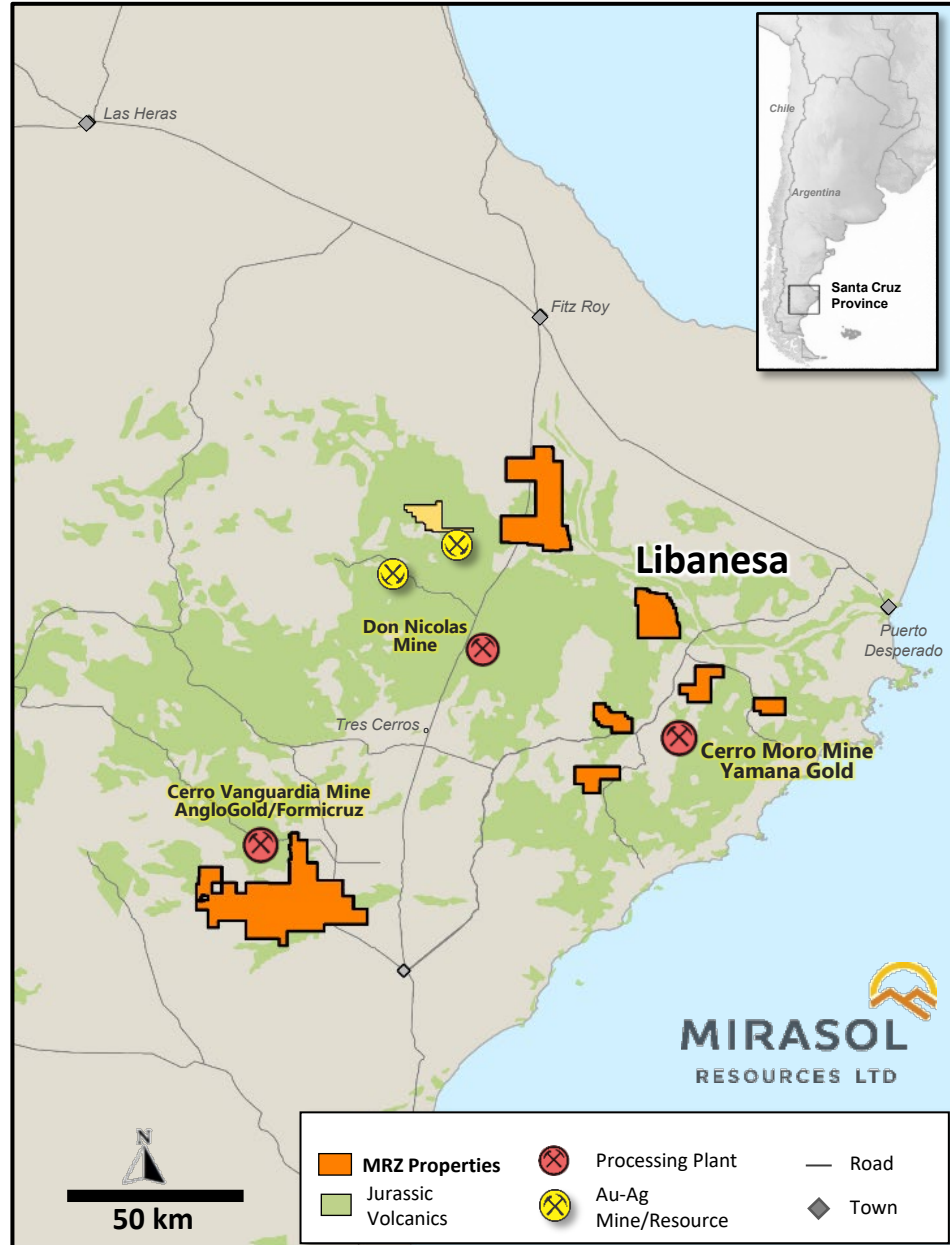 Las Heras
Chile
Argentina
Santa Cruz
Province
Fitz Roy
Libanesa
Don Nicolas
Mine
Puerto
Desperado
Tres Cerros
Cerro Moro Mine
Yamana Gold
Cerro Vanguardia Mine
AngloGold/Formicruz
MIRASOL
RESOURCES LTD
N
50 km
MRZ Properties
Jurassic
Volcanics
Processing Plant
Au-Ag
Mine/Resource
Road
Town